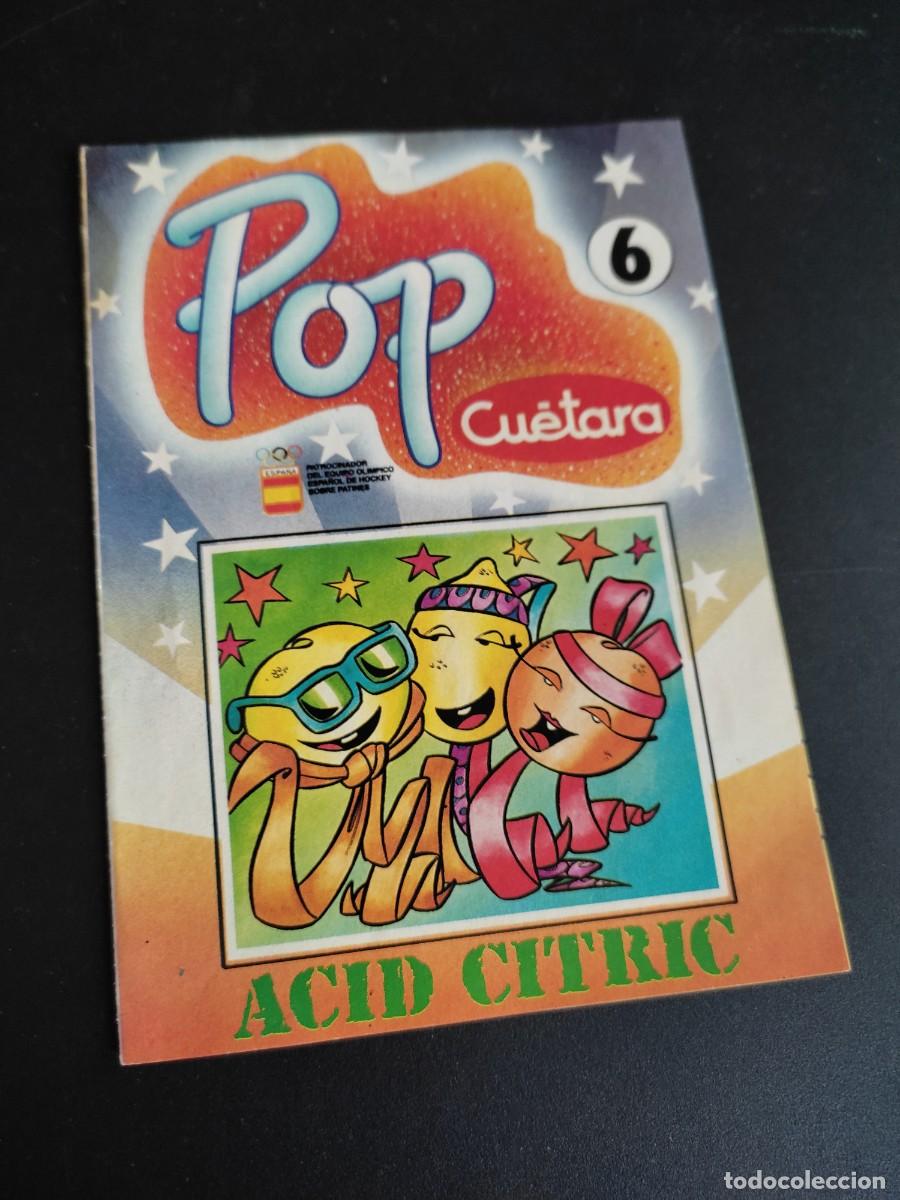 Pop
6
Cuétara
ESPAÑA
PATROCINADOR
DEL EQUIPO OLIMPICO
ESPAÑOL DE HOCKEY
SOBRE PATINES
ACID CITRIC
todocoleccion